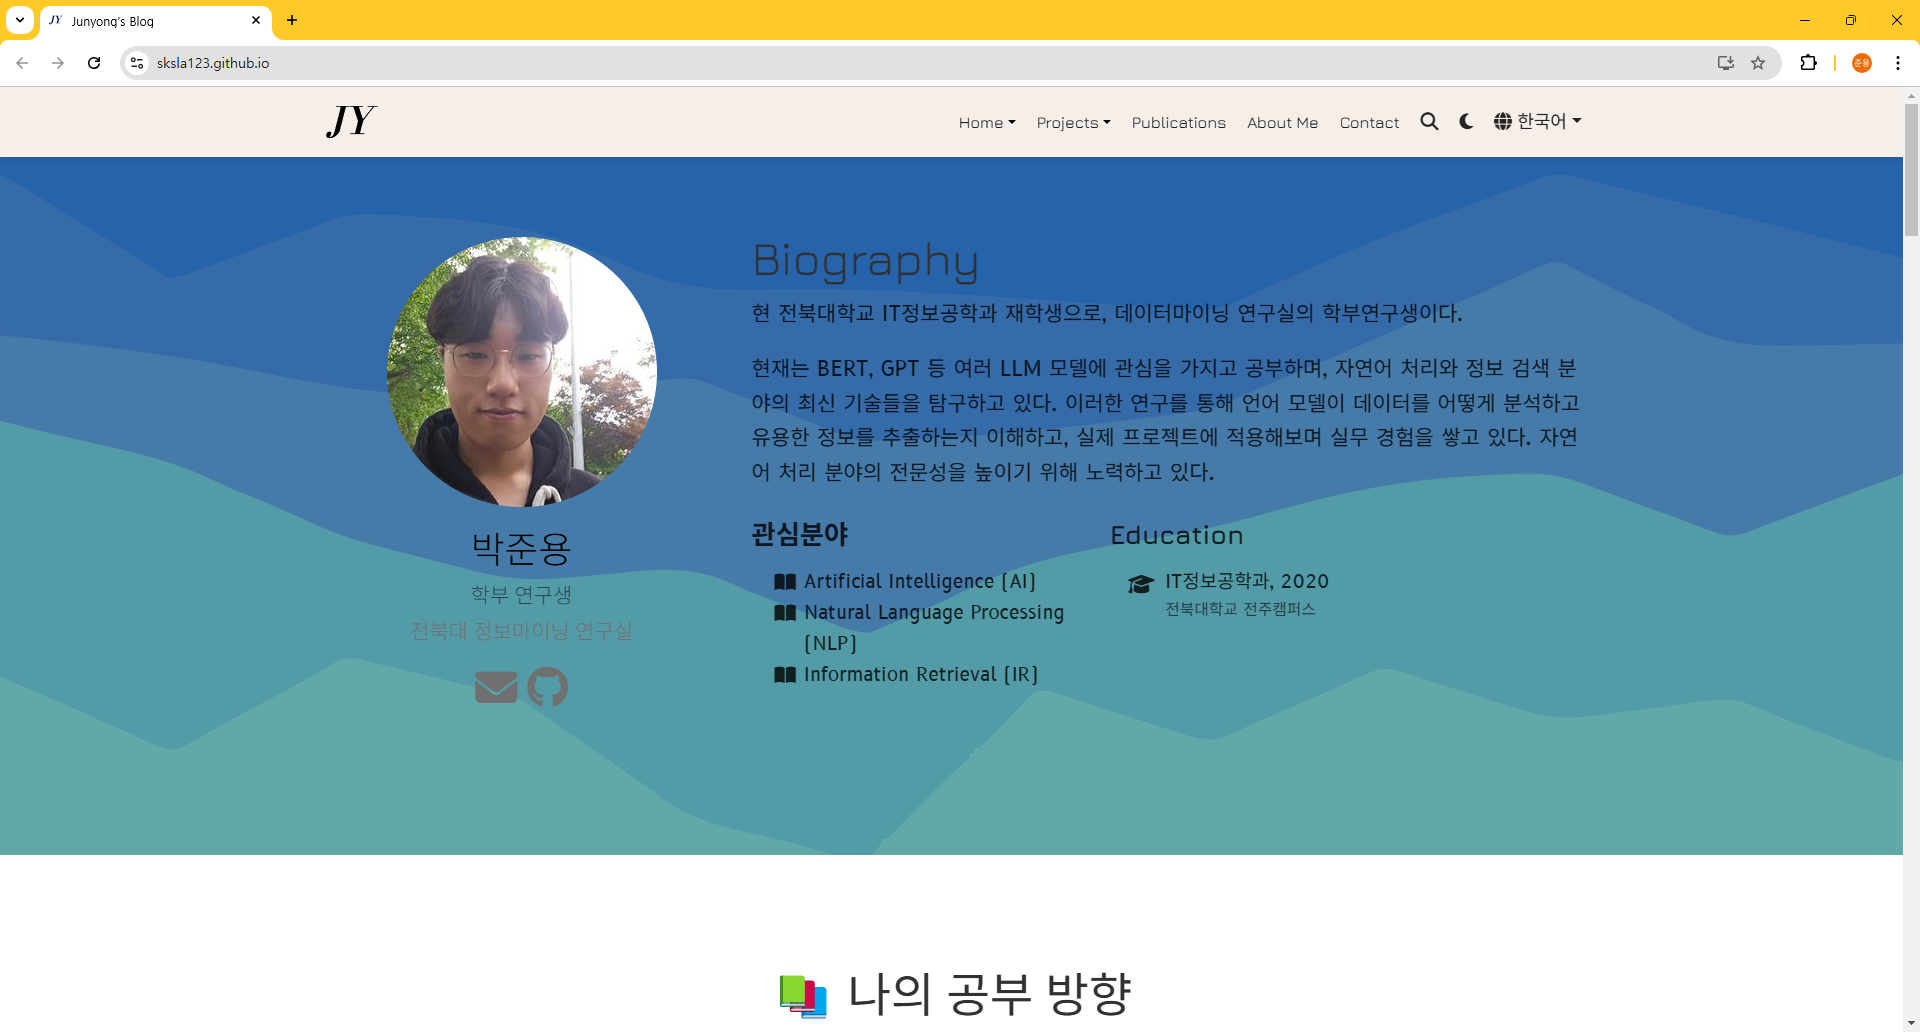 Junyong's Blog
sksla123.github.io
준용
JY
Home
Projects
Publications
About Me
Contact
한국어
Biography
현 전북대학교 IT정보공학과 재학생으로, 데이터마이닝 연구실의 학부연구생이다.
현재는 BERT, GPT 등 여러 LLM 모델에 관심을 가지고 공부하며, 자연어 처리와 정보 검색 분
야의 최신 기술들을 탐구하고 있다. 이러한 연구를 통해 언어 모델이 데이터를 어떻게 분석하고
유용한 정보를 추출하는지 이해하고, 실제 프로젝트에 적용해보며 실무 경험을 쌓고 있다. 자연
어 처리 분야의 전문성을 높이기 위해 노력하고 있다.
박준용
학부 연구생
전북대 정보마이닝 연구실
관심분야
Artificial Intelligence (AI)
Natural Language Processing
(NLP)
Information Retrieval (IR)
Education
IT정보공학과, 2020
전북대학교 전주캠퍼스
나의 공부 방향